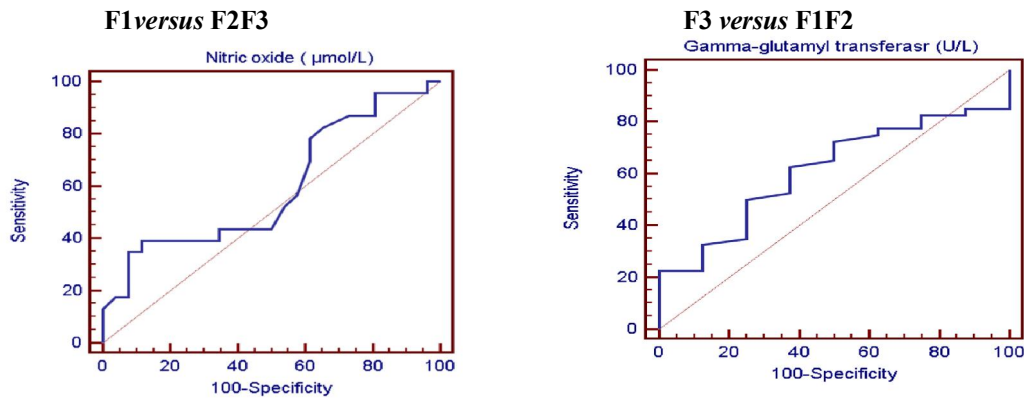 F1versus F2F3
Nitric oxide ( µmol/L)
100
80
60
40
20
0
Sensitivity
0 20 40 60 80 100
100-Specificity
F3 versus F1F2
Gamma-glutamyl transferasr (U/L)
100
80
60
40
20
0
Sensitivity
0 20 40 60 80 100
100-Specificity